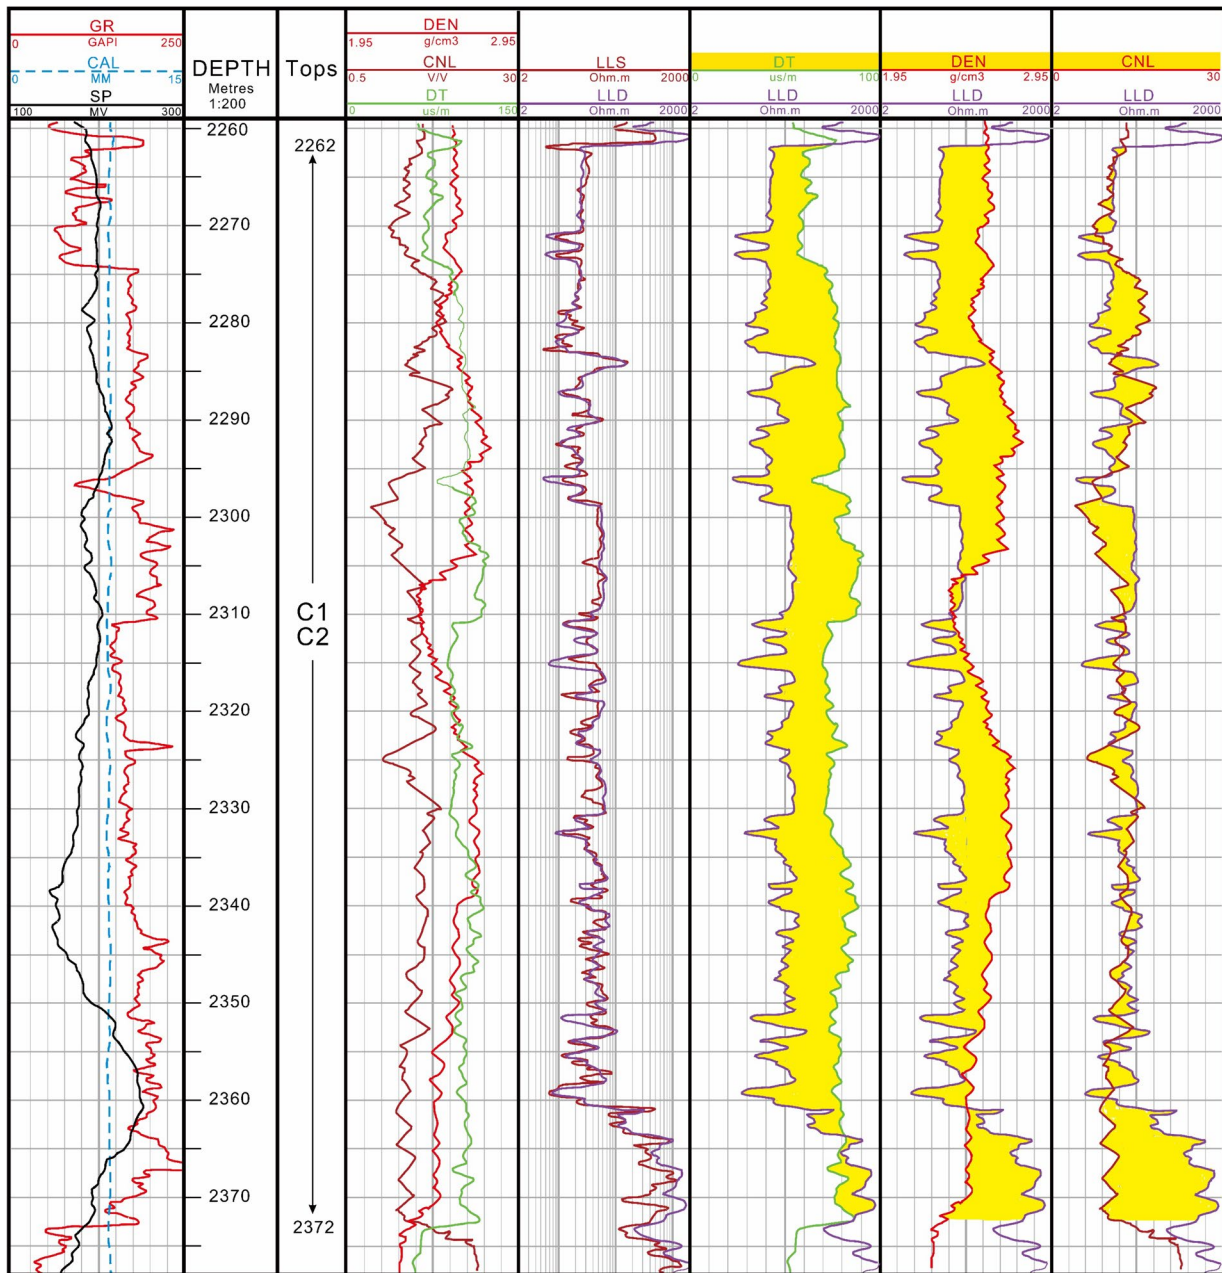 GR
0 GAPI 250
CAL
0 MM 15
SP
100 MV 300
DEPTH
Metres
1:200
Tops
DEN
1.95 g/cm3 2.95
CNL
0.5 V/V 30
DT
0 us/m 150
LLS
2 Ohm.m 2000
LLD
2 Ohm.m 2000
DT
0 us/m 100
LLD
2 Ohm.m 2000
DEN
1.95 g/cm3 2.95
LLD
2 Ohm.m 2000
CNL
0 30
LLD
2 Ohm.m 2000
2260
2262
2270
2280
2290
2300
2310
C1
C2
2320
2330
2340
2350
2360
2370
2372